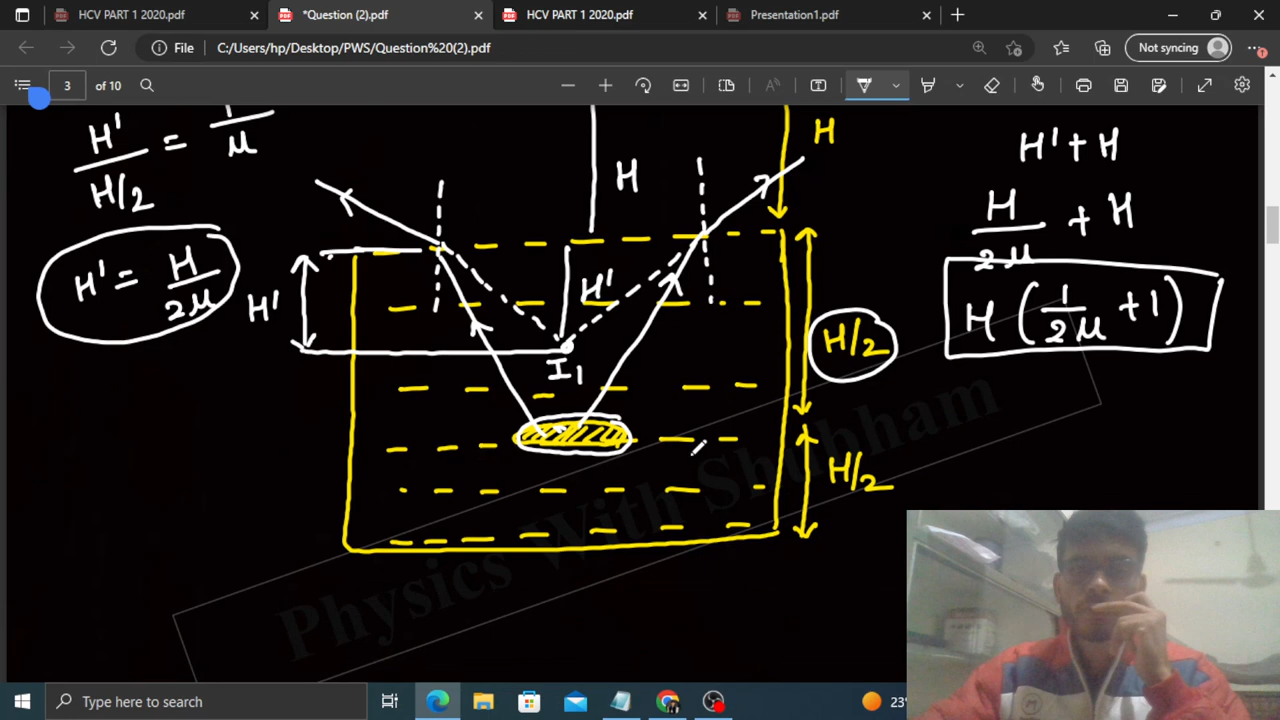 HCV PART 1 2020.pdf
*Question (2).pdf
HCV PART 1 2020.pdf
Presentation1.pdf
File
C:/Users/hp/Desktop/PWS/Question%20(2).pdf
Not syncing
3
of 10
H'/(H/2) = 1/μ
H
H
H' + H
H/2μ + H
H' = H/2μ
H'
H'
H/2
H(1/2μ + 1)
I₁
H/2
Physics With Shubham
Type here to search
23°